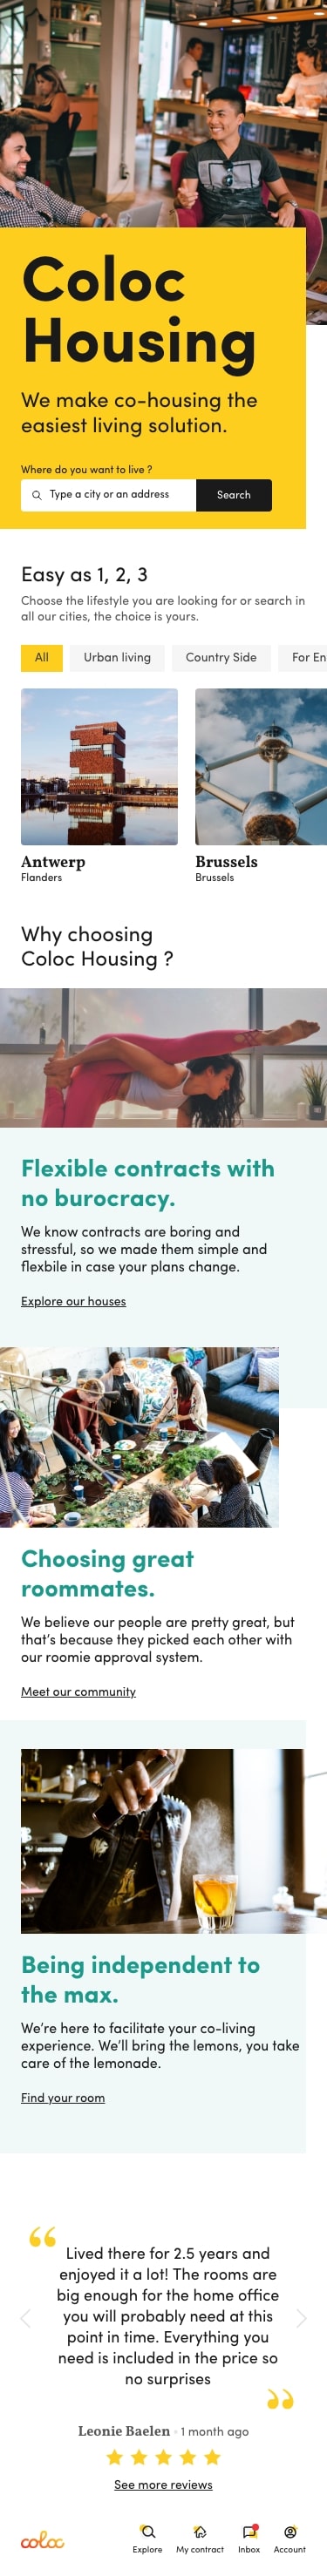 Coloc
Housing
We make co-housing the
easiest living solution.
Where do you want to live ?
Type a city or an address
Search
Easy as 1, 2, 3
Choose the lifestyle you are looking for or search in
all our cities, the choice is yours.
All
Urban living
Country Side
For En
Antwerp
Flanders
Brussels
Brussels
Why choosing
Coloc Housing ?
Flexible contracts with
no burocracy.
We know contracts are boring and
stressful, so we made them simple and
flexbile in case your plans change.
Explore our houses
Choosing great
roommates.
We believe our people are pretty great, but
that's because they picked each other with
our roomie approval system.
Meet our community
Being independent to
the max.
We're here to facilitate your co-living
experience. We'll bring the lemons, you take
care of the lemonade.
Find your room
“ Lived there for 2.5 years and
enjoyed it a lot! The rooms are
big enough for the home office
you will probably need at this
point in time. Everything you
need is included in the price so
no surprises ”
Leonie Baelen • 1 month ago
See more reviews
coloc
Explore
My contract
Inbox
Account